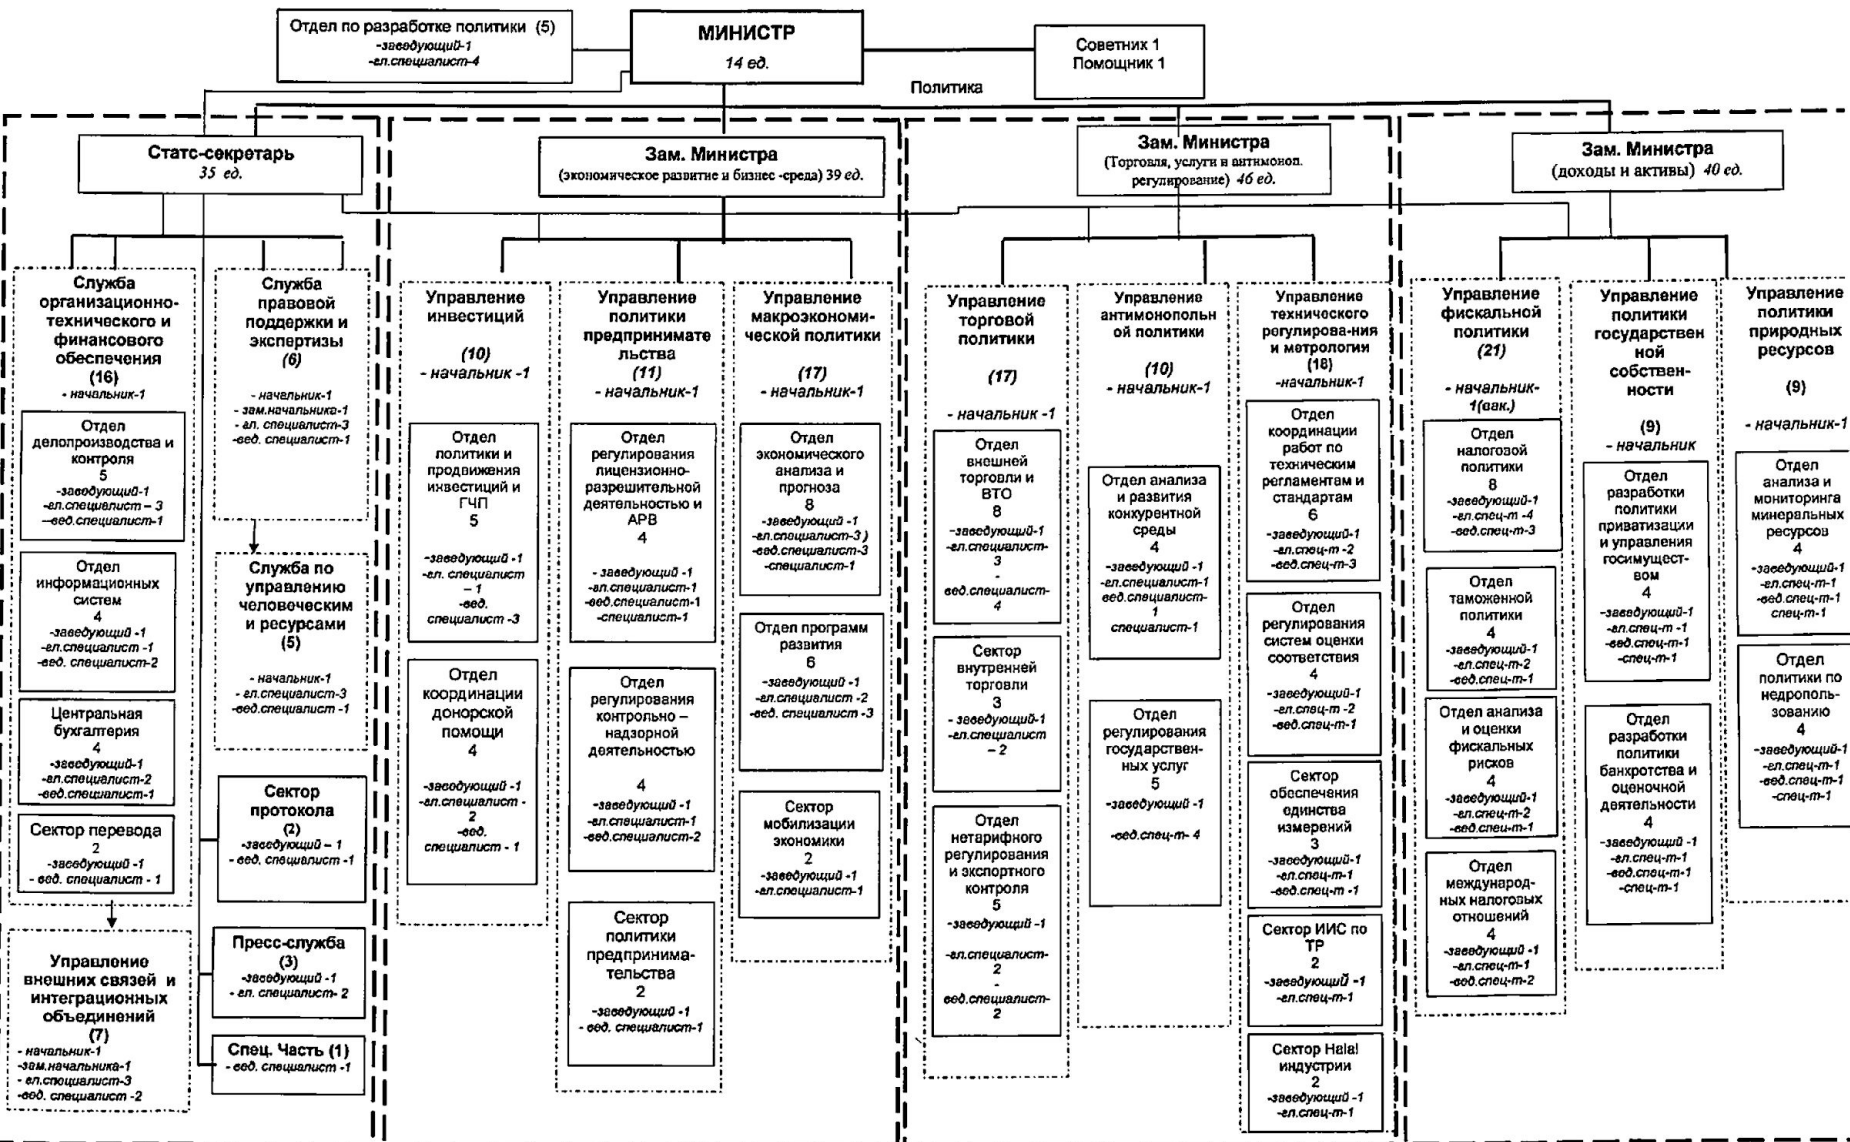 Отдел по разработке политики (5)
-заведующий-1
-гл.специалист-4
МИНИСТР
14 ед.
Советник 1
Помощник 1
Политика
Статс-секретарь
35 ед.
Зам. Министра
(экономическое развитие и бизнес -среда) 39 ед.
Зам. Министра
(Торговля, услуги и антимоноп.
регулирование) 46 ед.
Зам. Министра
(доходы и активы) 40 ед.
Служба
организационно-
технического и
финансового
обеспечения
(16)
- начальник-1
Отдел
делопроизводства и
контроля
5
-заведующий-1
-гл.специалист – 3
–вед.специалист-1
Отдел
информационных
систем
4
-заведующий -1
-гл.специалист -1
-вед. специалист-2
Центральная
бухгалтерия
4
-заведующий-1
-гл.специалист-2
-вед.специалист-1
Сектор перевода
2
-заведующий -1
- вед. специалист - 1
Управление
внешних связей и
интеграционных
объединений
(7)
- начальник-1
-зам.начальника-1
- гл.специалист-3
-вед. специалист -2
Служба
правовой
поддержки и
экспертизы
(6)
- начальник-1
- зам.начальника-1
- гл. специалист-3
-вед. специалист-1
Служба по
управлению
человеческим
и ресурсами
(5)
- начальник-1
- гл.специалист-3
-вед.специалист -1
Сектор
протокола
(2)
-заведующий – 1
- вед. специалист -1
Пресс-служба
(3)
-заведующий -1
- гл. специалист- 2
Спец. Часть (1)
- вед. специалист -1
Управление
инвестиций
(10)
- начальник -1
Отдел
политики и
продвижения
инвестиций и
ГЧП
5
-заведующий -1
-гл. специалист
– 1
-вед.
специалист -3
Отдел
координации
донорской
помощи
4
-заведующий -1
-гл.специалист -
2
-вед.
специалист - 1
Управление
политики
предпринимате
льства
(11)
- начальник-1
Отдел
регулирования
лицензионно-
разрешительной
деятельностью и
АРВ
4
- заведующий -1
-гл.специалист-1
-вед.специалист-1
-специалист-1
Отдел
регулирования
контрольно –
надзорной
деятельностью
4
-заведующий -1
-гл.специалист-1
-вед.специалист-2
Сектор
политики
предпринима-
тельства
2
-заведующий -1
- вед. специалист-1
Управление
макроэкономи-
ческой политики
(17)
- начальник-1
Отдел
экономического
анализа и
прогноза
8
-заведующий -1
-гл.специалист-3)
-вед.специалист-3
-специалист-1
Отдел программ
развития
6
-заведующий -1
-гл.специалист -2
-вед. специалист -3
Сектор
мобилизации
экономики
2
-заведующий -1
-гл.специалист-1
Управление
торговой
политики
(17)
- начальник -1
Отдел
внешней
торговли и
ВТО
8
-заведующий-1
-гл.специалист-
3
-
вед.специалист-
4
Сектор
внутренней
торговли
3
- заведующий-1
-гл.специалист
– 2
Отдел
нетарифного
регулирования
и экспортного
контроля
5
-заведующий -1
-гл.специалист-
2
-
вед.специалист-
2
Управление
антимонопольн
ой политики
(10)
- начальник-1
Отдел анализа
и развития
конкурентной
среды
4
-заведующий -1
-гл.специалист-1
вед.специалист-
1
специалист-1
Отдел
регулирования
государствен-
ных услуг
5
-заведующий -1
-вед.спец-т- 4
Управление
технического
регулирова-ния
и метрологии
(18)
-начальник-1
Отдел
координации
работ по
техническим
регламентам и
стандартам
6
-заведующий-1
-гл.спец-т -2
-вед.спец-т-3
Отдел
регулирования
систем оценки
соответствия
4
-заведующий-1
-гл.спец-т -2
-вед.спец-т-1
Сектор
обеспечения
единства
измерений
3
-заведующий-1
-гл.спец-т-1
-вед.спец-т -1
Сектор ИИС по
ТР
2
-заведующий -1
-гл.спец-т-1
Сектор Halal
индустрии
2
-заведующий -1
-гл.спец-т-1
Управление
фискальной
политики
(21)
- начальник-
1(вак.)
Отдел
налоговой
политики
8
-заведующий-1
-гл.спец-т -4
-вед.спец-т-3
Отдел
таможенной
политики
4
-заведующий-1
-гл.спец-т-2
-вед.спец-т-1
Отдел анализа
и оценки
фискальных
рисков
4
-заведующий-1
-гл.спец-т-2
-вед.спец-т-1
Отдел
международ-
ных налоговых
отношений
4
-заведующий -1
-гл.спец-т-1
-вед.спец-т-2
Управление
политики
государствен
ной
собствен-
ности
(9)
- начальник
Отдел
разработки
политики
приватизации
и управления
госимущест-
вом
4
-заведующий-1
-гл.спец-т -1
-вед.спец-т-1
-спец-т-1
Отдел
разработки
политики
банкротства и
оценочной
деятельности
4
-заведующий -1
-гл.спец-т-1
-вед.спец-т-1
-спец-т-1
Управление
политики
природных
ресурсов
(9)
- начальник-1
Отдел
анализа и
мониторинга
минеральных
ресурсов
4
-заведующий-1
-гл.спец-т-1
-вед.спец-т-1
спец-т-1
Отдел
политики по
недрополь-
зованию
4
-заведующий-1
-гл.спец-т-1
-вед.спец-т-1
-спец-т-1